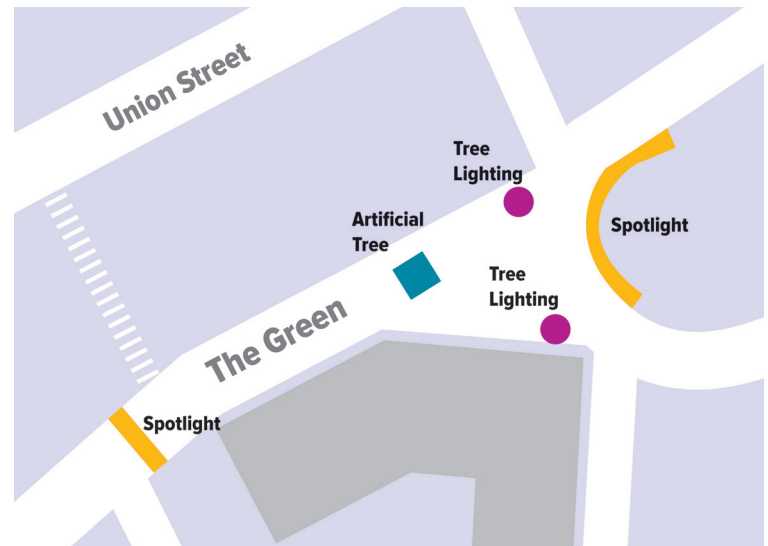 Union Street
Tree
Lighting
Artificial
Tree
Spotlight
Tree
Lighting
The Green
Spotlight